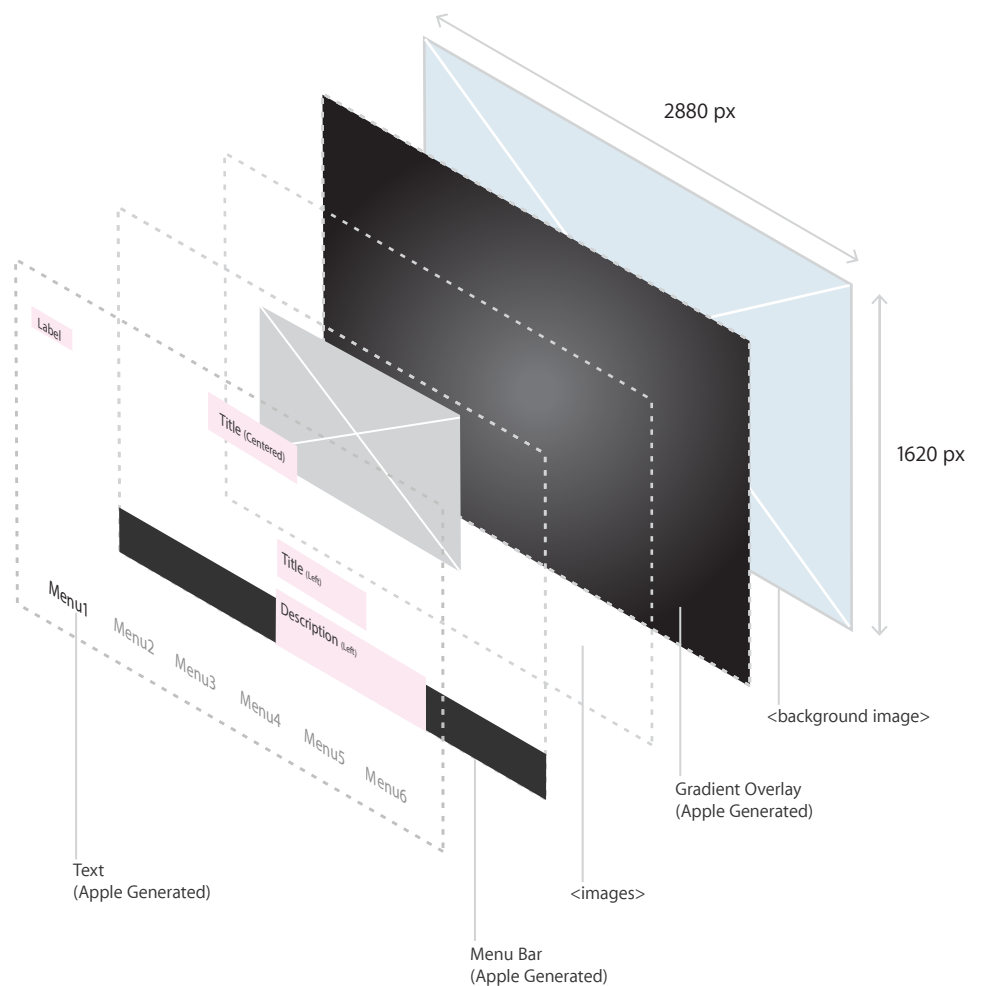 2880 px
1620 px
Label
Title (Centered)
Title (Left)
Description (Left)
Menu1
Menu2
Menu3
Menu4
Menu5
Menu6
<background image>
Gradient Overlay
(Apple Generated)
<images>
Text
(Apple Generated)
Menu Bar
(Apple Generated)